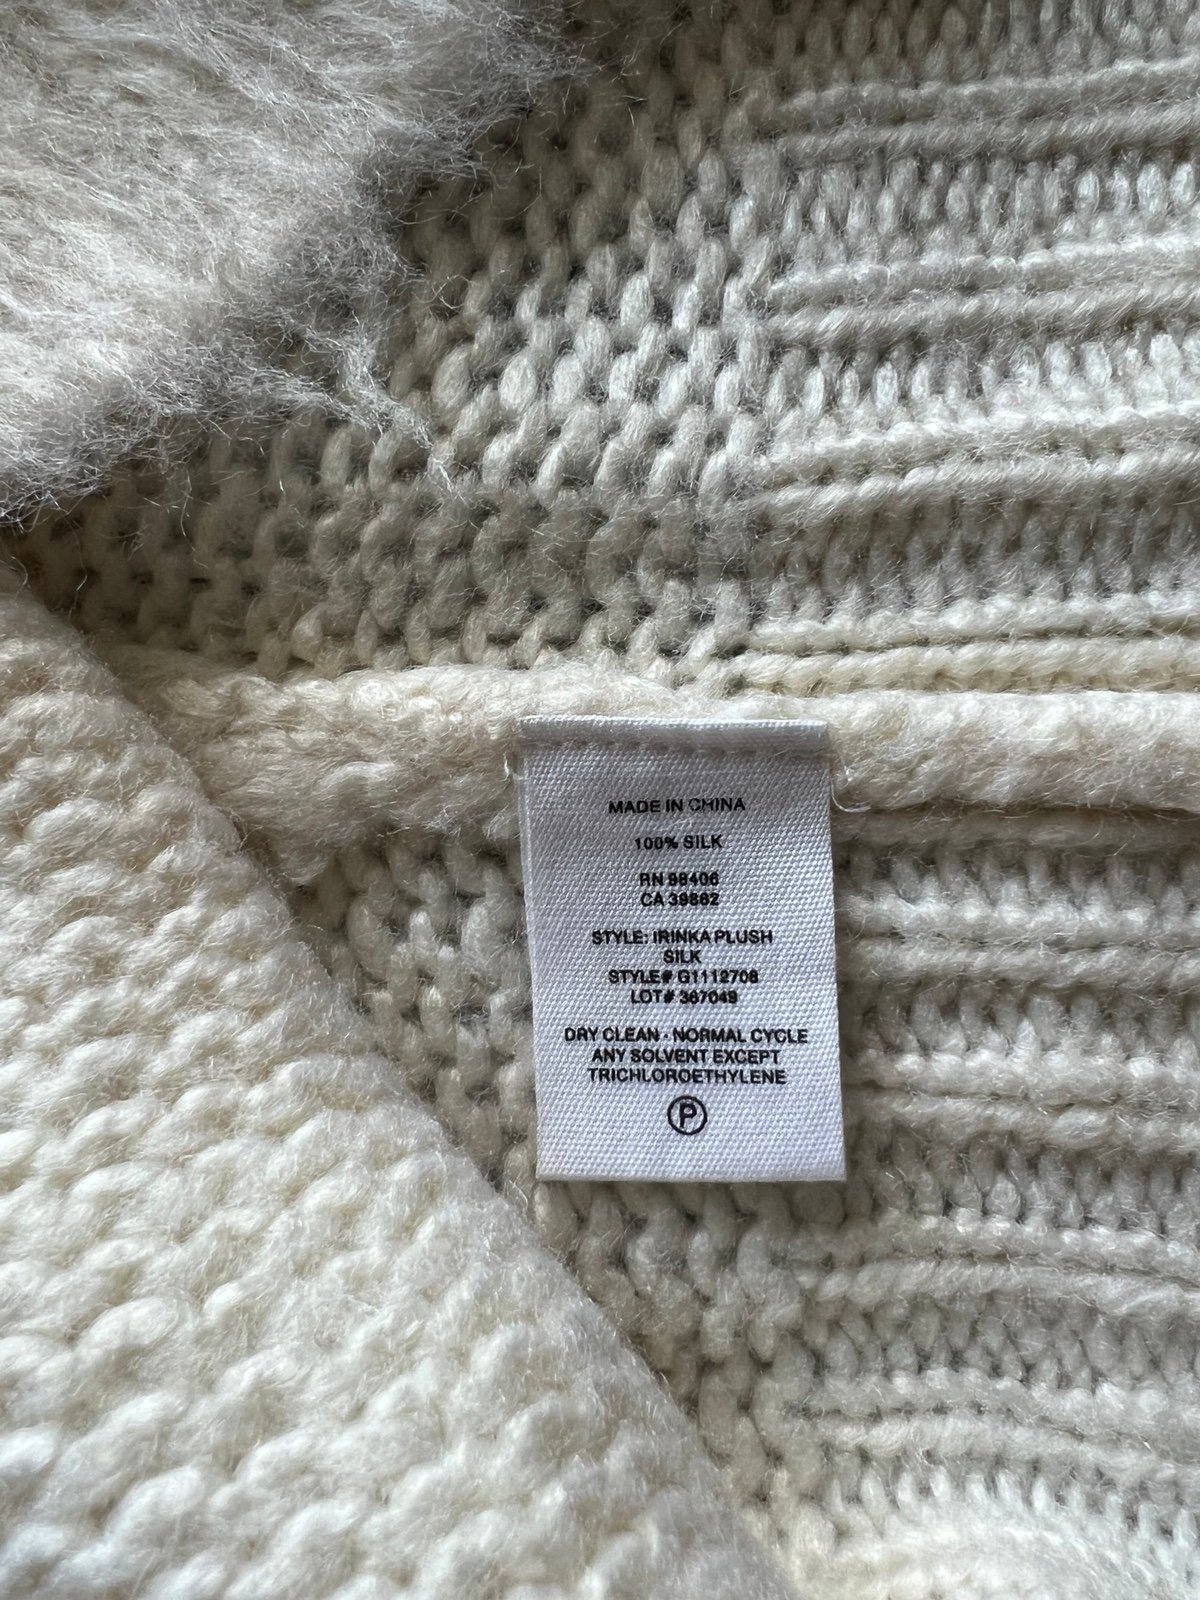 MADE IN CHINA
100% SILK
RN 98406
CA 39882
STYLE: IRINKA PLUSH
SILK
STYLE# G1112708
LOT# 367049
DRY CLEAN - NORMAL CYCLE
ANY SOLVENT EXCEPT
TRICHLOROETHYLENE
P